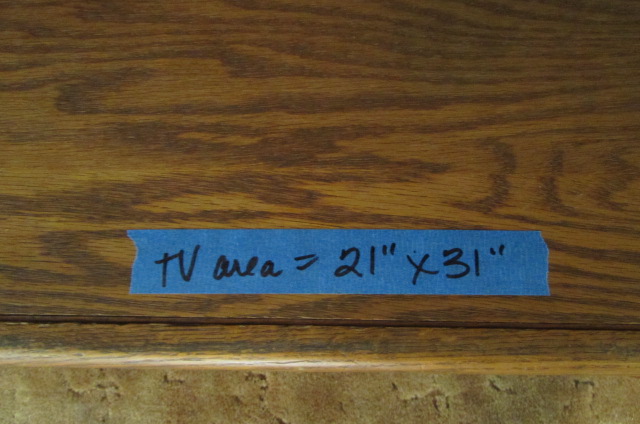 TV area = 21" x 31"